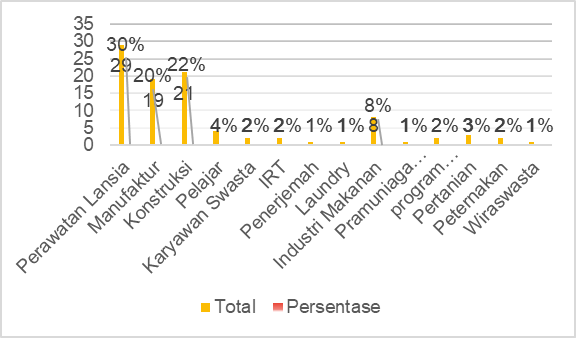 35
30
25
20
15
10
5
0
30%
29
20%
19
22%
21
4%
2%
2%
1%
1%
8%
8
1%
2%
3%
2%
1%
Perawatan Lansia
Manufaktur
Konstruksi
Pelajar
Karyawan Swasta
IRT
Penerjemah
Laundry
Industri Makanan
Pramuniaga…
program…
Pertanian
Peternakan
Wiraswasta
Total
Persentase